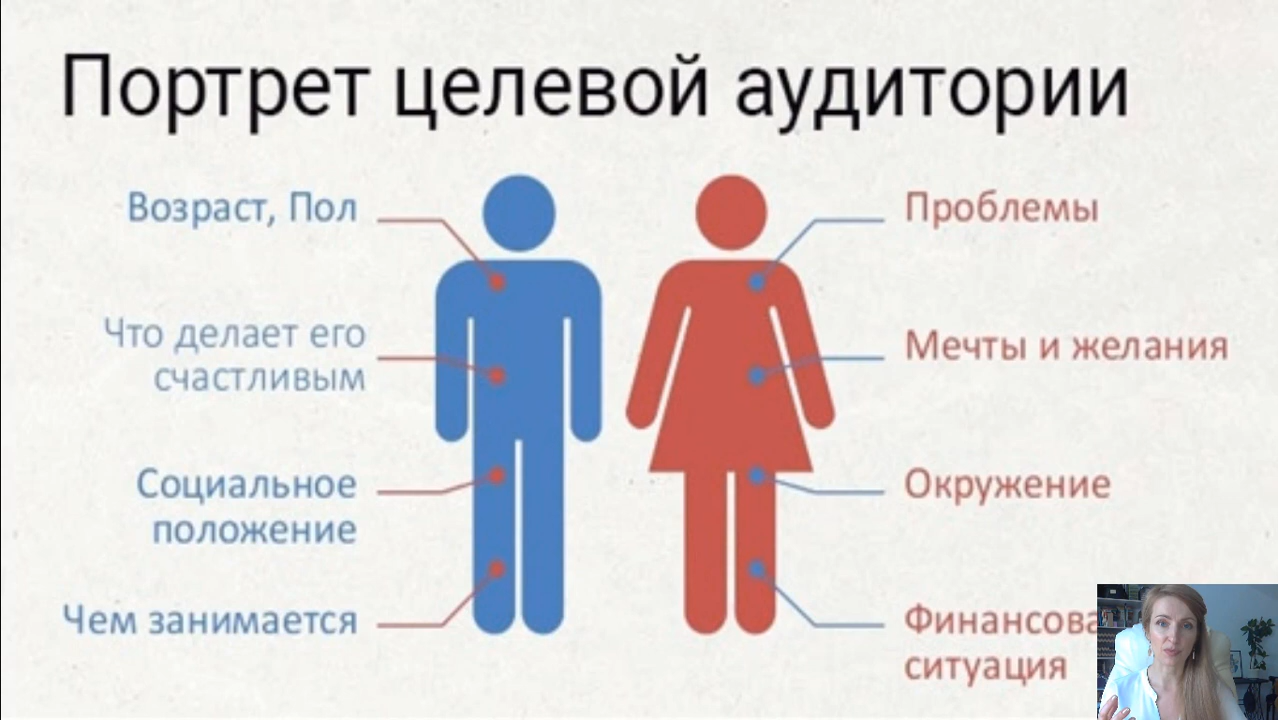 Портрет целевой аудитории
Возраст, Пол
Что делает его
счастливым
Социальное
положение
Чем занимается
Проблемы
Мечты и желания
Окружение
ситуация